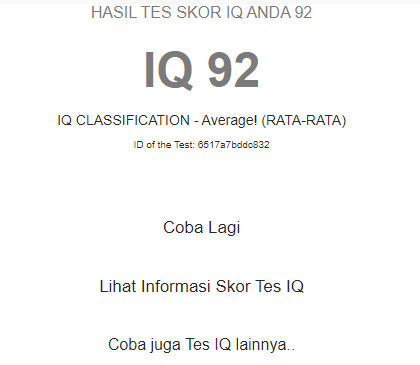 HASIL TES SKOR IQ ANDA 92
IQ 92
IQ CLASSIFICATION - Average! (RATA-RATA)
ID of the Test: 6517a7bddc832
Coba Lagi
Lihat Informasi Skor Tes IQ
Coba juga Tes IQ lainnya..